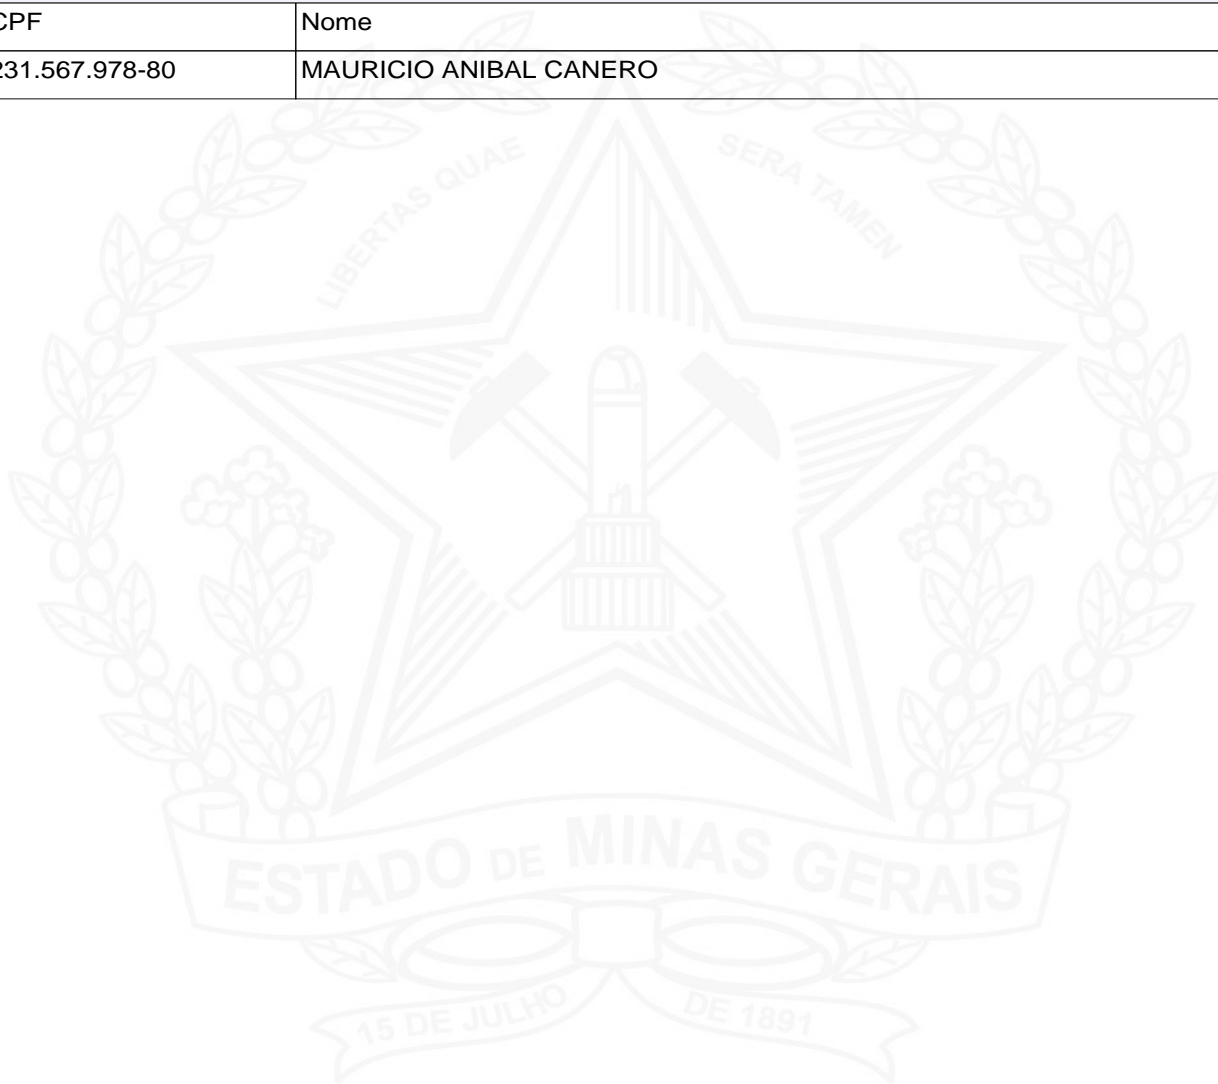 CPF Nome
231.567.978-80 MAURICIO ANIBAL CANERO
LIBERTAS QUAE SERA TAMEN
ESTADO DE MINAS GERAIS
15 DE JULHO DE 1891